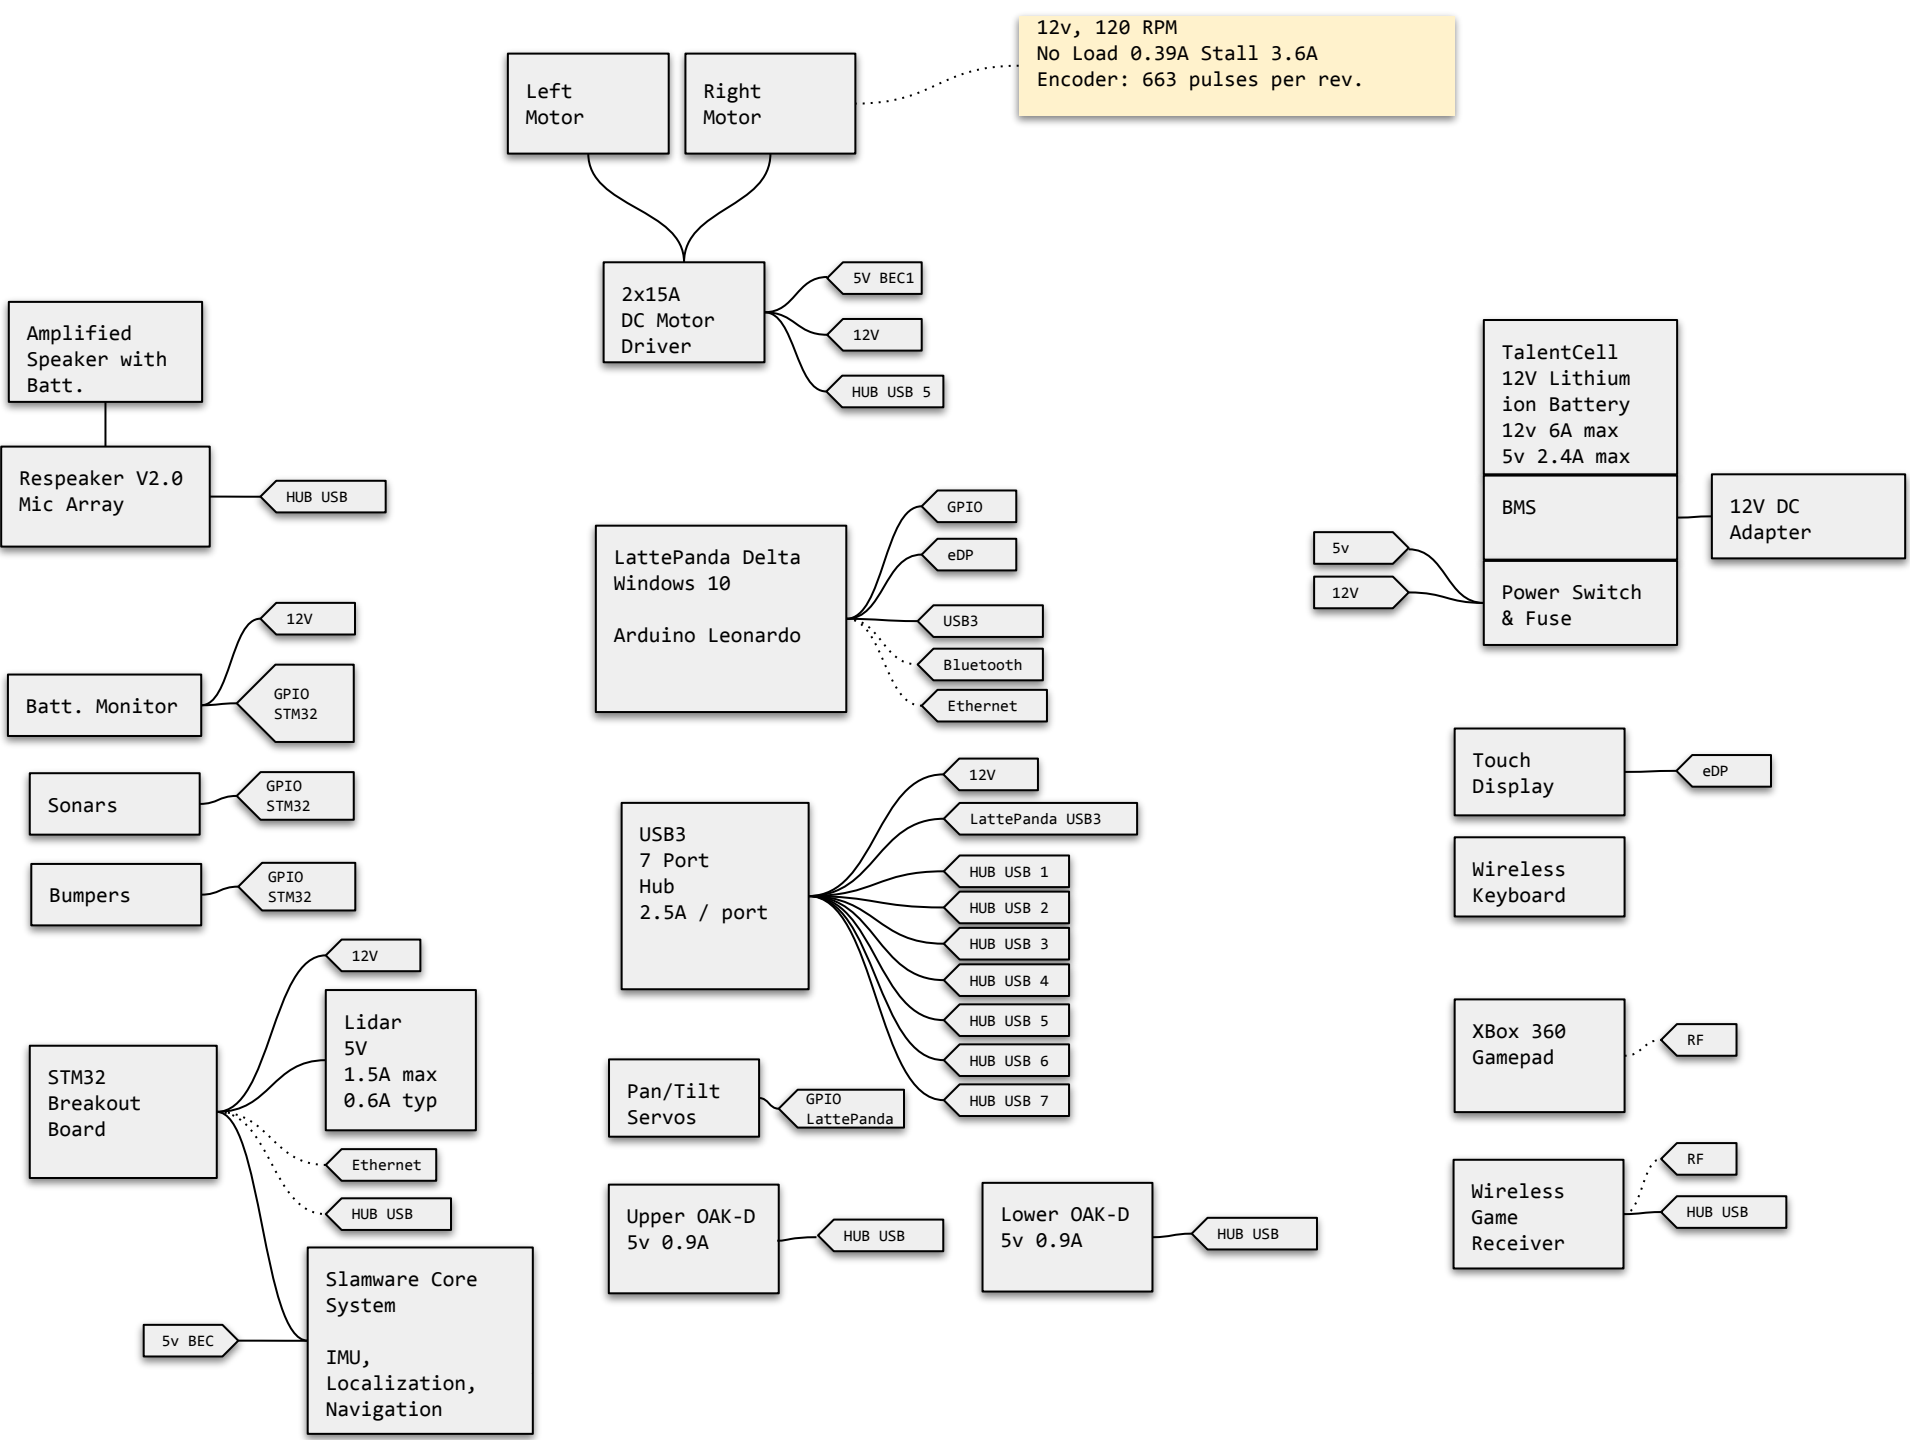 12v, 120 RPM
No Load 0.39A Stall 3.6A
Encoder: 663 pulses per rev.
Left
Motor
Right
Motor
2x15A
DC Motor
Driver
5V BEC1
12V
HUB USB 5
Amplified
Speaker with
Batt.
Respeaker V2.0
Mic Array
HUB USB
TalentCell
12V Lithium
ion Battery
12v 6A max
5v 2.4A max
BMS
Power Switch
& Fuse
12V DC
Adapter
5v
12V
LattePanda Delta
Windows 10
Arduino Leonardo
GPIO
eDP
USB3
Bluetooth
Ethernet
Batt. Monitor
12V
GPIO
STM32
Sonars
GPIO
STM32
Bumpers
GPIO
STM32
USB3
7 Port
Hub
2.5A / port
12V
LattePanda USB3
HUB USB 1
HUB USB 2
HUB USB 3
HUB USB 4
HUB USB 5
HUB USB 6
HUB USB 7
Touch
Display
eDP
Wireless
Keyboard
STM32
Breakout
Board
12V
Lidar
5V
1.5A max
0.6A typ
Ethernet
HUB USB
Slamware Core
System
IMU,
Localization,
Navigation
5v BEC
Pan/Tilt
Servos
GPIO
LattePanda
Upper OAK-D
5v 0.9A
HUB USB
Lower OAK-D
5v 0.9A
HUB USB
XBox 360
Gamepad
RF
Wireless
Game
Receiver
RF
HUB USB